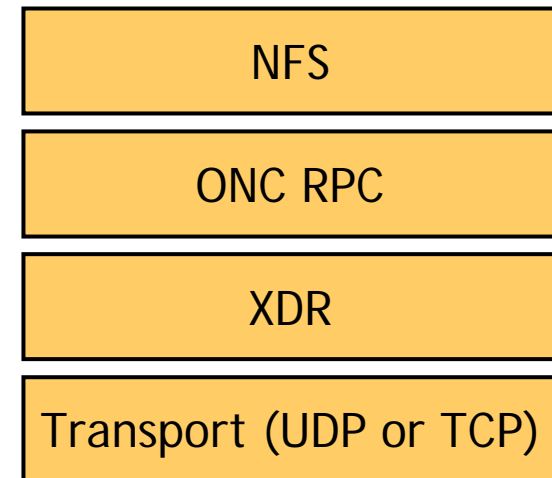 NFS
ONC RPC
XDR
Transport (UDP or TCP)